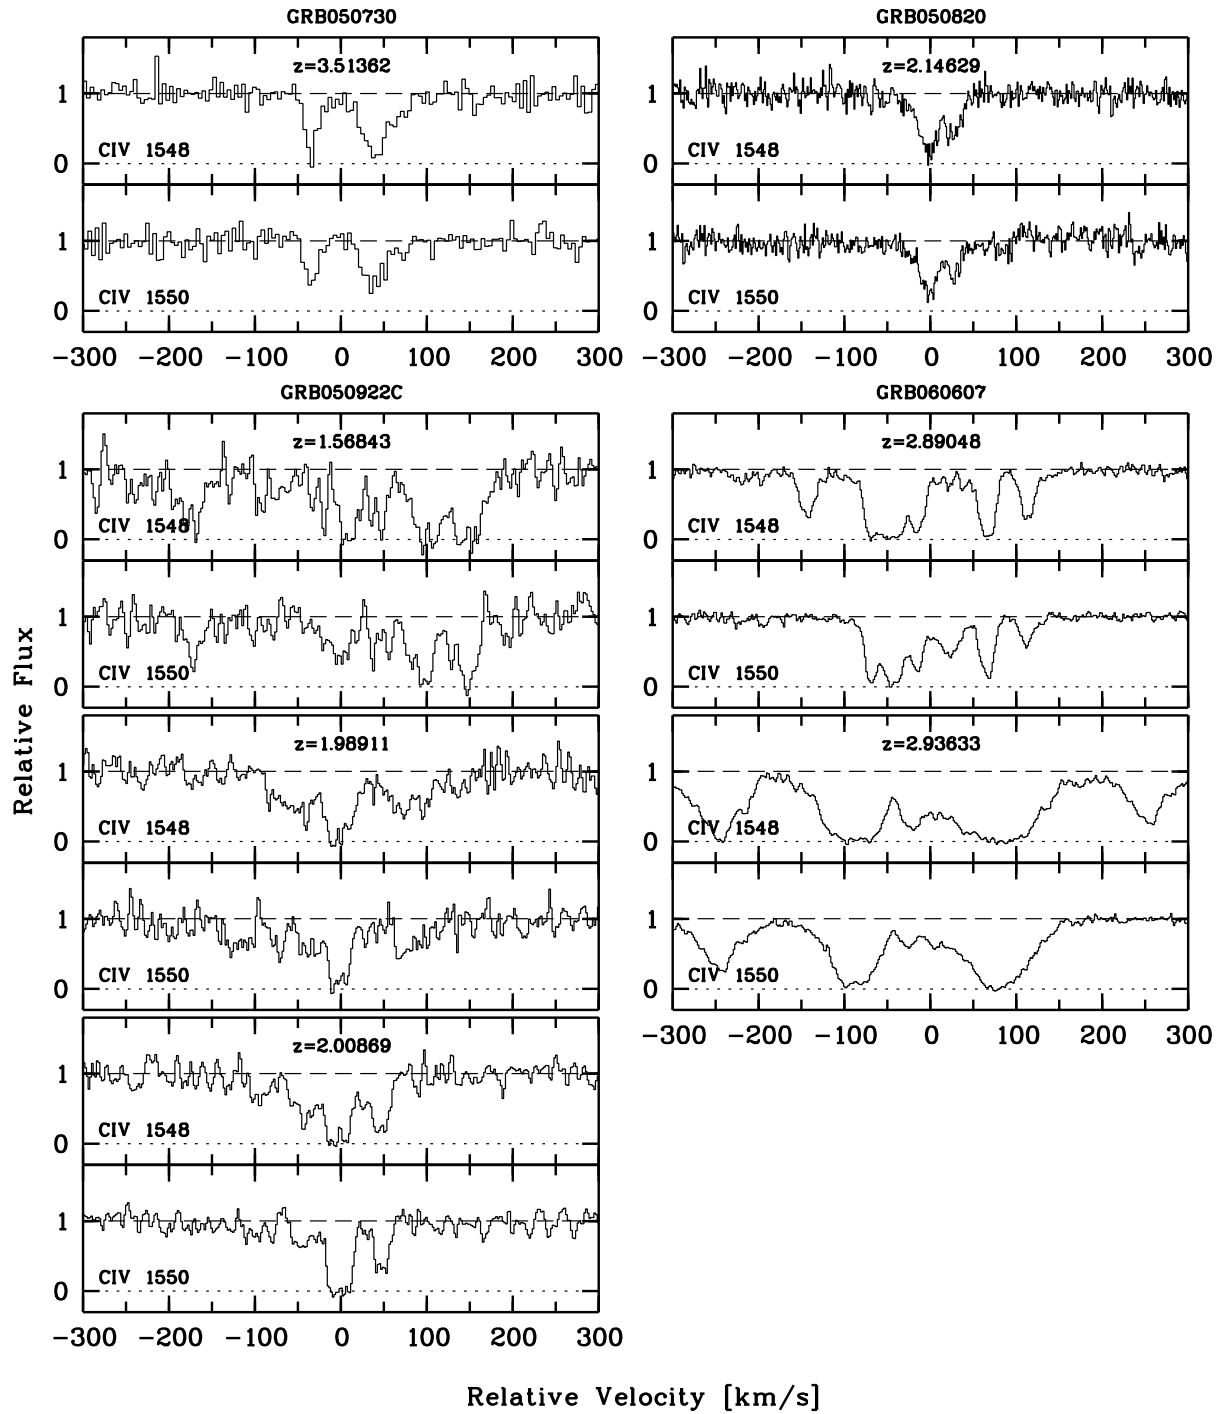 GRB050730
z=3.51362
1
0
CIV 1548
1
0
CIV 1550
-300 -200 -100 0 100 200 300
GRB050820
z=2.14629
1
0
CIV 1548
1
0
CIV 1550
-300 -200 -100 0 100 200 300
GRB050922C
z=1.56843
1
0
CIV 1548
1
0
CIV 1550
z=1.98911
1
0
CIV 1548
1
0
CIV 1550
z=2.00869
1
0
CIV 1548
1
0
CIV 1550
-300 -200 -100 0 100 200 300
GRB060607
z=2.89048
1
0
CIV 1548
1
0
CIV 1550
z=2.93633
1
0
CIV 1548
1
0
CIV 1550
-300 -200 -100 0 100 200 300
Relative Flux
Relative Velocity [km/s]